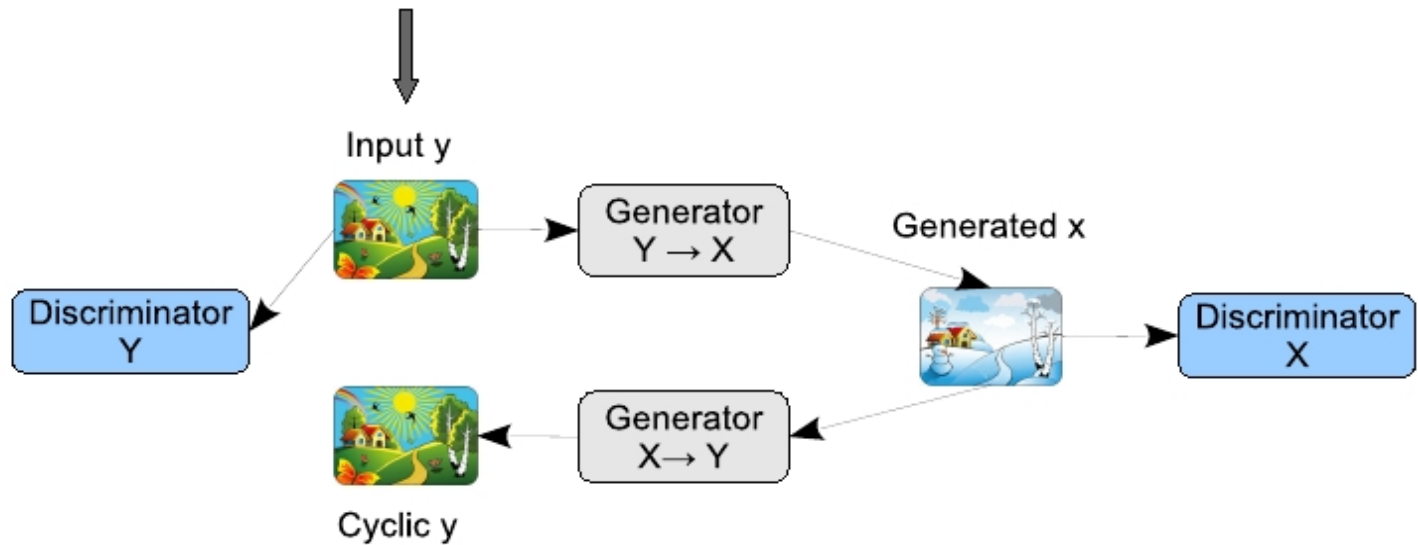 Input y
Generator
Y → X
Generated x
Discriminator
Y
Discriminator
X
Generator
X→ Y
Cyclic y